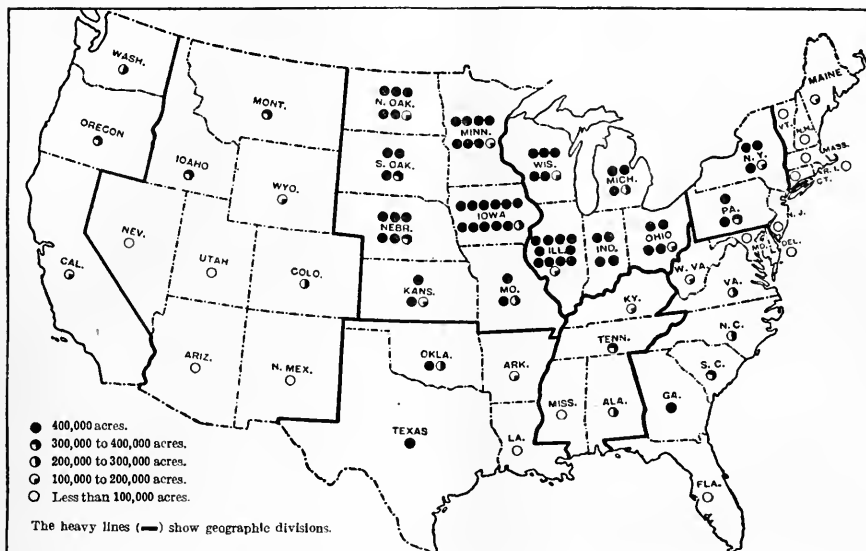 WASH.
MONT.
N. OAK.
MINN.
MAINE
VT.
N.H.
OREGON
IOAHO
S. OAK.
WIS.
MICH.
N.Y.
MASS.
R. I.
CT.
WYO.
IOWA
NEBR.
PA.
N. J.
NEV.
UTAH
COLO.
ILL.
IND.
OHIO
MD.
DEL.
CAL.
KANS.
MO.
W. VA.
VA.
KY.
N. C.
TENN.
ARIZ.
N. MEX.
OKLA.
ARK.
S. C.
MISS.
ALA.
GA.
TEXAS
LA.
FLA.
400,000 acres.
300,000 to 400,000 acres.
200,000 to 300,000 acres.
100,000 to 200,000 acres.
Less than 100,000 acres.
The heavy lines (▬) show geographic divisions.